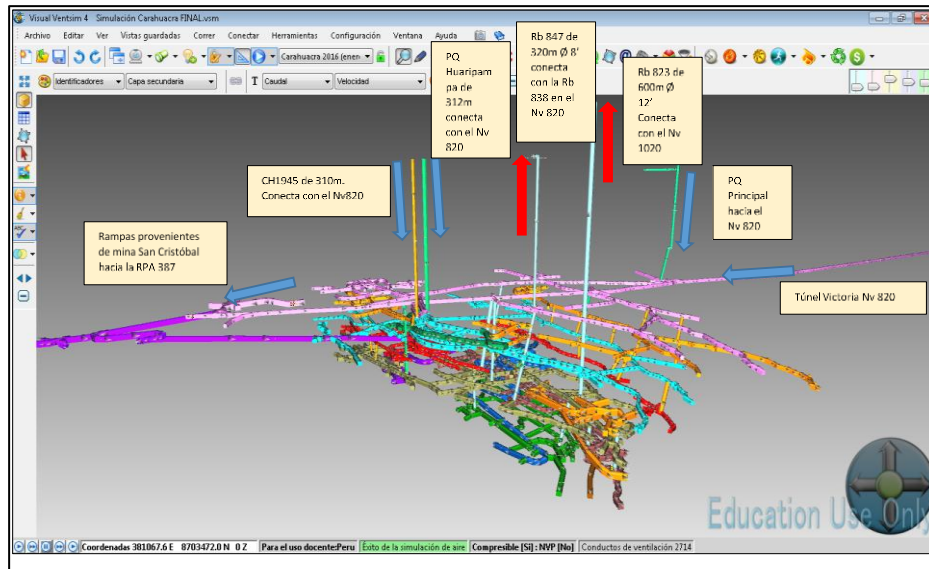 Visual Ventsim 4 Simulación Carahuacra FINAL.vsm
Archivo Editar Ver Vistas guardadas Correr Conectar Herramientas Configuración Ventana Ayuda
Carahuacra 2016 (ener
Identificadores Capa secundaria T Caudal Velocidad
PQ
Huaripam
pa de
312m
conecta
con el Nv
820
Rb 847 de
320m Ø 8’
conecta
con la Rb
838 en el
Nv 820
Rb 823 de
600m Ø
12’
Conecta
con el Nv
1020
CH1945 de 310m.
Conecta con el Nv820
PQ
Principal
hacia el
Nv 820
Rampas provenientes
de mina San Cristóbal
hacia la RPA 387
Túnel Victoria Nv 820
Education Use Only
Coordenadas 381067.6 E 8703472.0 N 0 Z Para el uso docente:Peru Éxito de la simulación de aire Compresible [Si] : NVP [No] Conductos de ventilación 2714